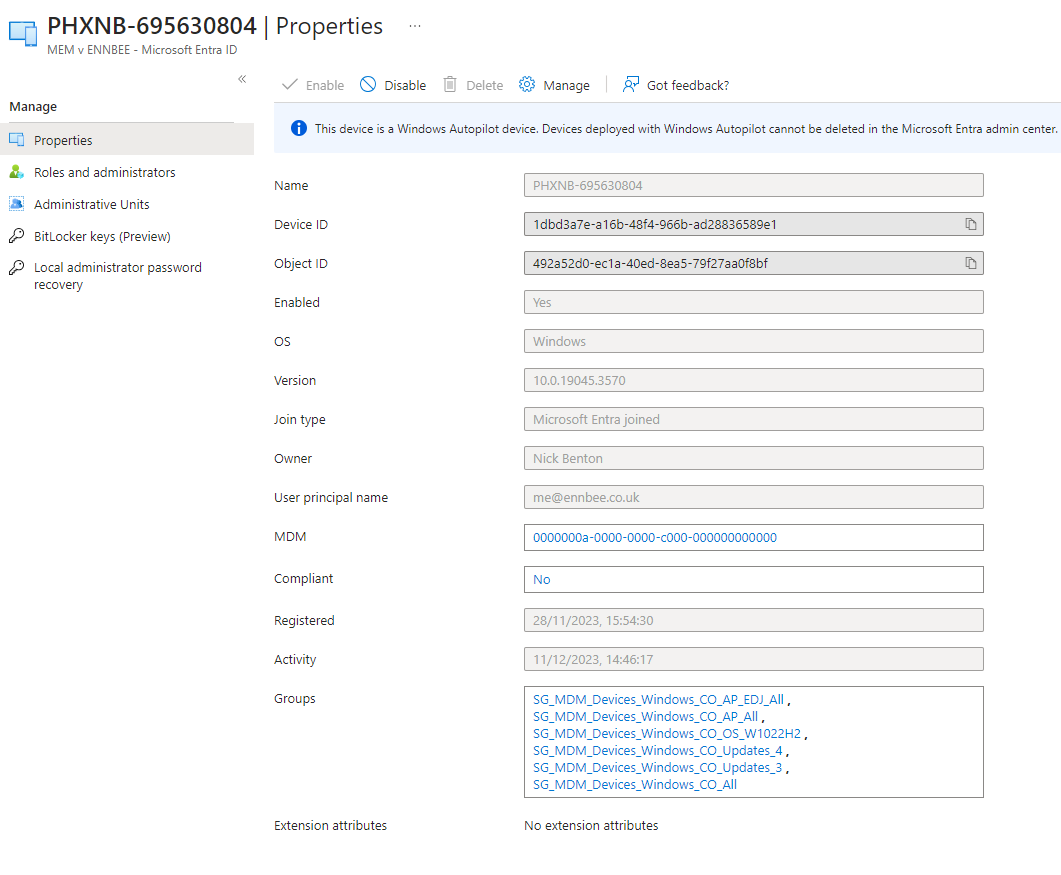 PHXNB-695630804 | Properties ...
MEM v ENNBEE - Microsoft Entra ID
«
Enable Disable Delete Manage Got feedback?
Manage
Properties
Roles and administrators
Administrative Units
BitLocker keys (Preview)
Local administrator password
recovery
This device is a Windows Autopilot device. Devices deployed with Windows Autopilot cannot be deleted in the Microsoft Entra admin center.
Name PHXNB-695630804
Device ID 1dbd3a7e-a16b-48f4-966b-ad28836589e1
Object ID 492a52d0-ec1a-40ed-8ea5-79f27aa0f8bf
Enabled Yes
OS Windows
Version 10.0.19045.3570
Join type Microsoft Entra joined
Owner Nick Benton
User principal name me@ennbee.co.uk
MDM 0000000a-0000-0000-c000-000000000000
Compliant No
Registered 28/11/2023, 15:54:30
Activity 11/12/2023, 14:46:17
Groups SG_MDM_Devices_Windows_CO_AP_EDJ_All ,
SG_MDM_Devices_Windows_CO_AP_All ,
SG_MDM_Devices_Windows_CO_OS_W1022H2 ,
SG_MDM_Devices_Windows_CO_Updates_4 ,
SG_MDM_Devices_Windows_CO_Updates_3 ,
SG_MDM_Devices_Windows_CO_All
Extension attributes No extension attributes